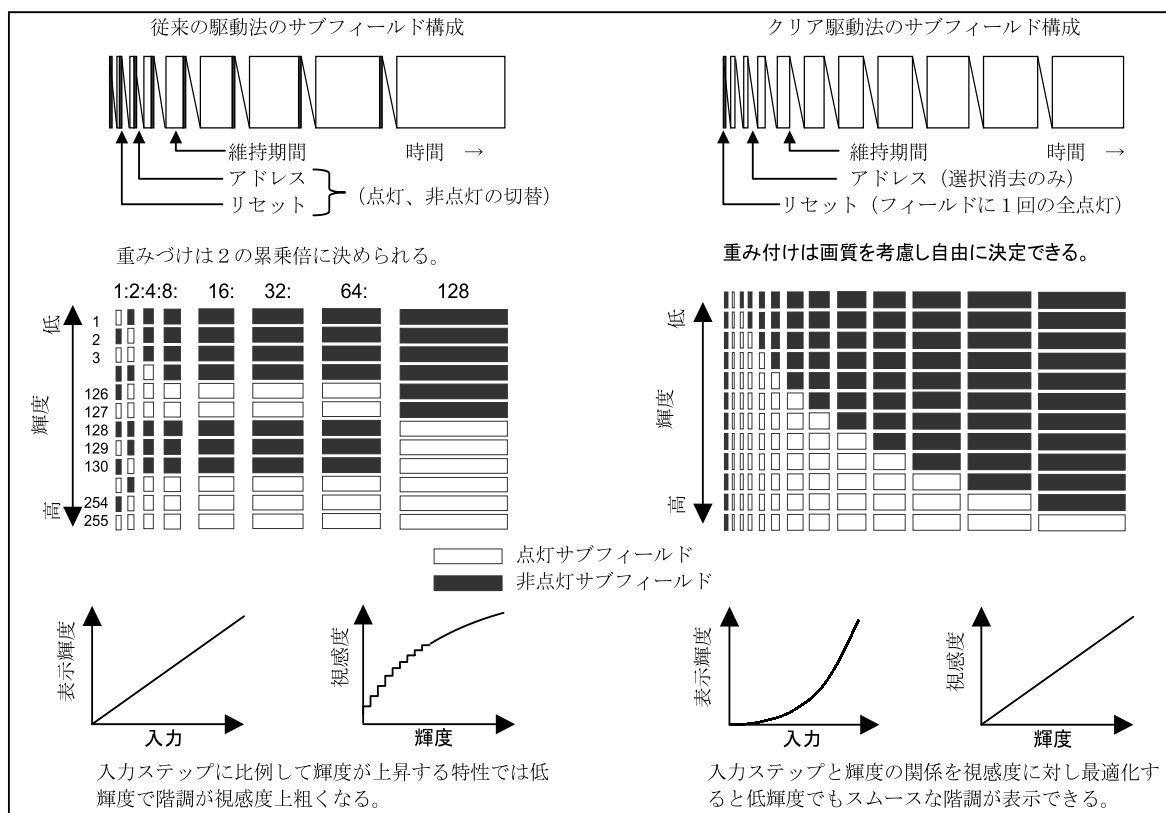 従来の駆動法のサブフィールド構成
維持期間
時間 →
アドレス
リセット
(点灯、非点灯の切替)
重みづけは2の累乗倍に決められる。
1:2:4:8: 16: 32: 64: 128
低
輝度
高
1
2
3
126
127
128
129
130
254
255
クリア駆動法のサブフィールド構成
維持期間
時間 →
アドレス(選択消去のみ)
リセット(フィールドに1回の全点灯)
重み付けは画質を考慮し自由に決定できる。
低
輝度
高
点灯サブフィールド
非点灯サブフィールド
表示輝度
入力
視感度
輝度
入力ステップに比例して輝度が上昇する特性では低
輝度で階調が視感度上粗くなる。
表示輝度
入力
視感度
輝度
入力ステップと輝度の関係を視感度に対し最適化す
ると低輝度でもスムースな階調が表示できる。